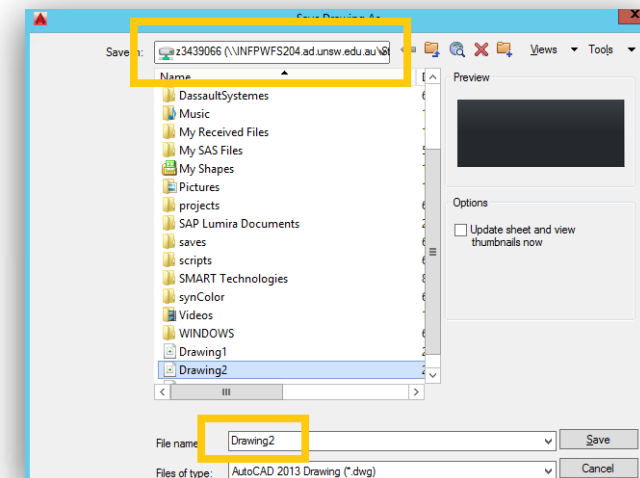 Save Drawing As
Save in: z3439066 (\\INFPWFS204.ad.unsw.edu.au\St
Views Tools
Name
Preview
DassaultSystemes
Music
My Received Files
My SAS Files
My Shapes
Pictures
projects
Options
SAP Lumira Documents
Update sheet and view
thumbnails now
saves
scripts
SMART Technologies
synColor
Videos
WINDOWS
Drawing1
Drawing2
File name: Drawing2 Save
Files of type: AutoCAD 2013 Drawing (*.dwg) Cancel